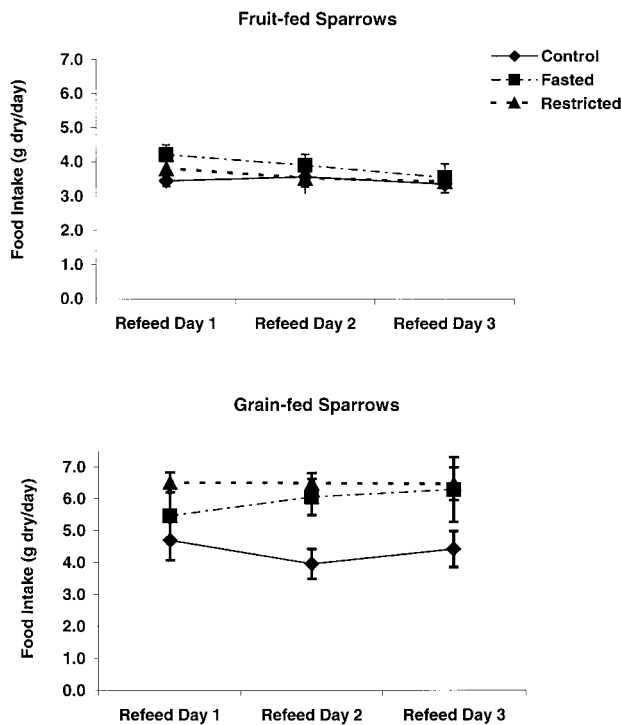 Fruit-fed Sparrows
Control
Fasted
Restricted
Food Intake (g dry/day)
7.0
6.0
5.0
4.0
3.0
2.0
1.0
0.0
Refeed Day 1 Refeed Day 2 Refeed Day 3
Grain-fed Sparrows
Food Intake (g dry/day)
7.0
6.0
5.0
4.0
3.0
2.0
1.0
0.0
Refeed Day 1 Refeed Day 2 Refeed Day 3